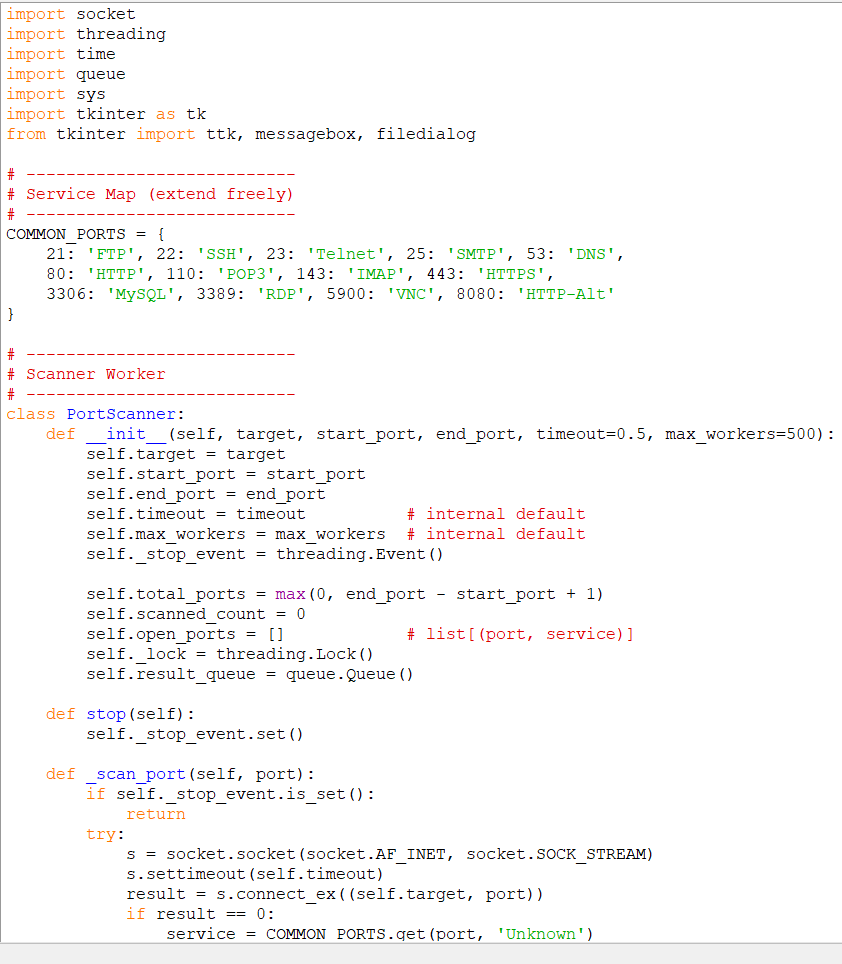 import socket
import threading
import time
import queue
import sys
import tkinter as tk
from tkinter import ttk, messagebox, filedialog

# ---------------------------
# Service Map (extend freely)
# ---------------------------
COMMON_PORTS = {
    21: 'FTP', 22: 'SSH', 23: 'Telnet', 25: 'SMTP', 53: 'DNS',
    80: 'HTTP', 110: 'POP3', 143: 'IMAP', 443: 'HTTPS',
    3306: 'MySQL', 3389: 'RDP', 5900: 'VNC', 8080: 'HTTP-Alt'
}

# ---------------------------
# Scanner Worker
# ---------------------------
class PortScanner:
    def __init__(self, target, start_port, end_port, timeout=0.5, max_workers=500):
        self.target = target
        self.start_port = start_port
        self.end_port = end_port
        self.timeout = timeout          # internal default
        self.max_workers = max_workers  # internal default
        self._stop_event = threading.Event()

        self.total_ports = max(0, end_port - start_port + 1)
        self.scanned_count = 0
        self.open_ports = []            # list[(port, service)]
        self._lock = threading.Lock()
        self.result_queue = queue.Queue()

    def stop(self):
        self._stop_event.set()

    def _scan_port(self, port):
        if self._stop_event.is_set():
            return
        try:
            s = socket.socket(socket.AF_INET, socket.SOCK_STREAM)
            s.settimeout(self.timeout)
            result = s.connect_ex((self.target, port))
            if result == 0:
                service = COMMON_PORTS.get(port, 'Unknown')